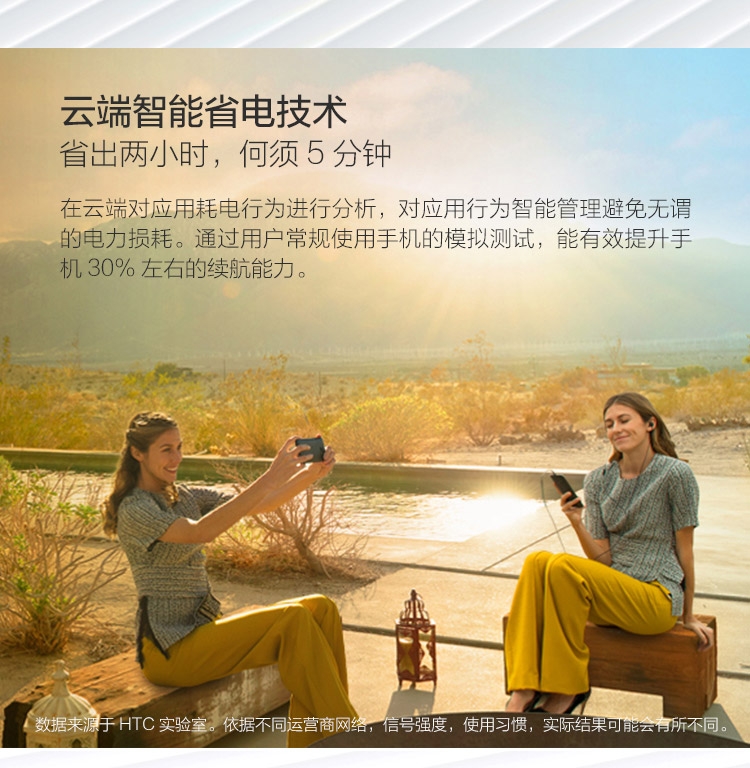 云端智能省电技术
省出两小时，何须 5 分钟
在云端对应用耗电行为进行分析，对应用行为智能管理避免无谓
的电力损耗。通过用户常规使用手机的模拟测试，能有效提升手
机 30% 左右的续航能力。
数据来源于 HTC 实验室。依据不同运营商网络，信号强度，使用习惯，实际结果可能会有所不同。